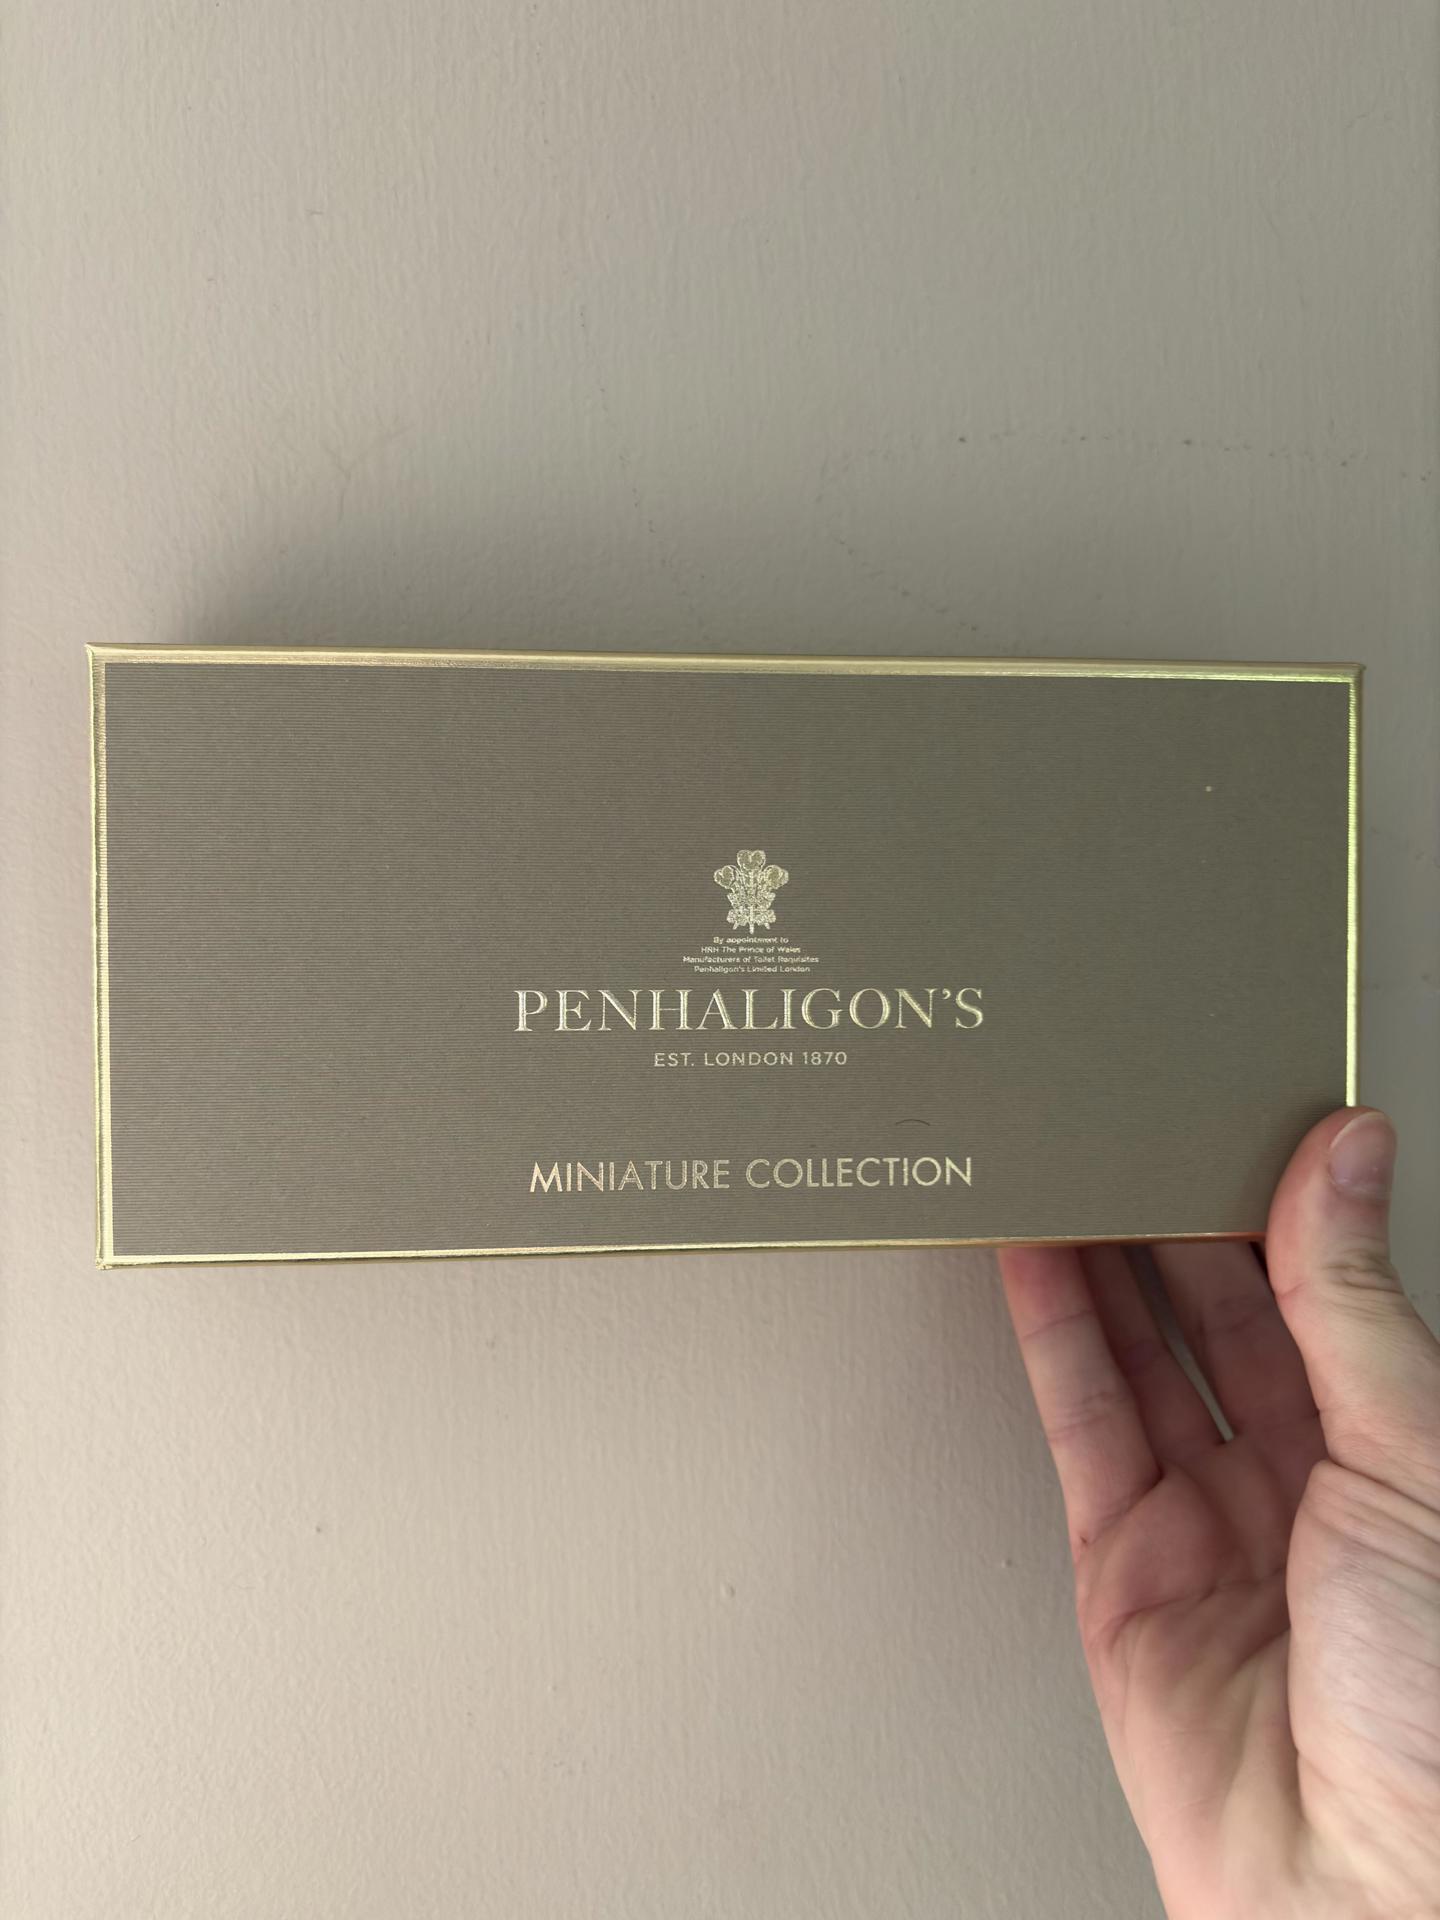 By appointment to
HRH The Prince of Wales
Manufacturers of Toilet Requisites
Penhaligon's Limited London
PENHALIGON'S
EST. LONDON 1870
MINIATURE COLLECTION